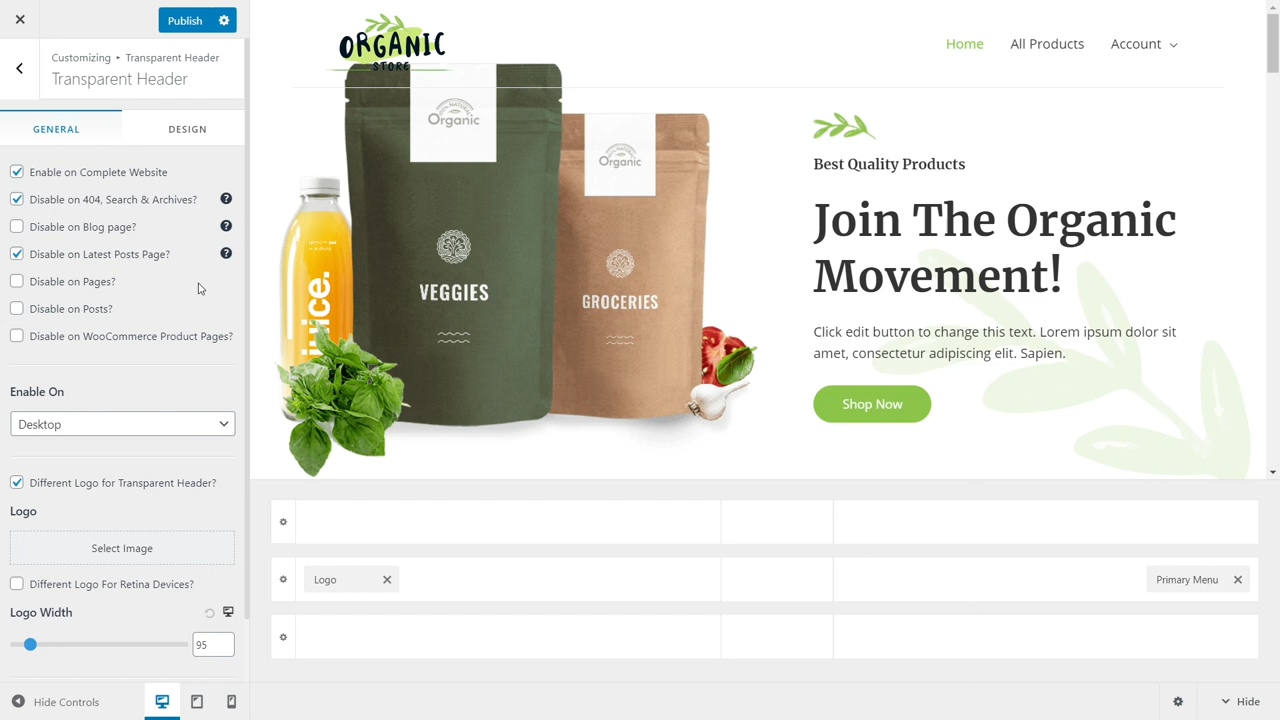 Publish
Customizing ▸ Transparent Header
Transparent Header
GENERAL
DESIGN
Enable on Complete Website
Disable on 404, Search & Archives?
Disable on Blog page?
Disable on Latest Posts Page?
Disable on Pages?
Disable on Posts?
Disable on WooCommerce Product Pages?
Enable On
Desktop
Different Logo for Transparent Header?
Logo
Select Image
Different Logo For Retina Devices?
Logo Width
95
Hide Controls
ORGANIC
STORE
Home
All Products
Account
Organic
VEGGIES
Organic
GROCERIES
juice.
Best Quality Products
Join The Organic
Movement!
Click edit button to change this text. Lorem ipsum dolor sit
amet, consectetur adipiscing elit. Sapien.
Shop Now
Logo
Primary Menu
Hide